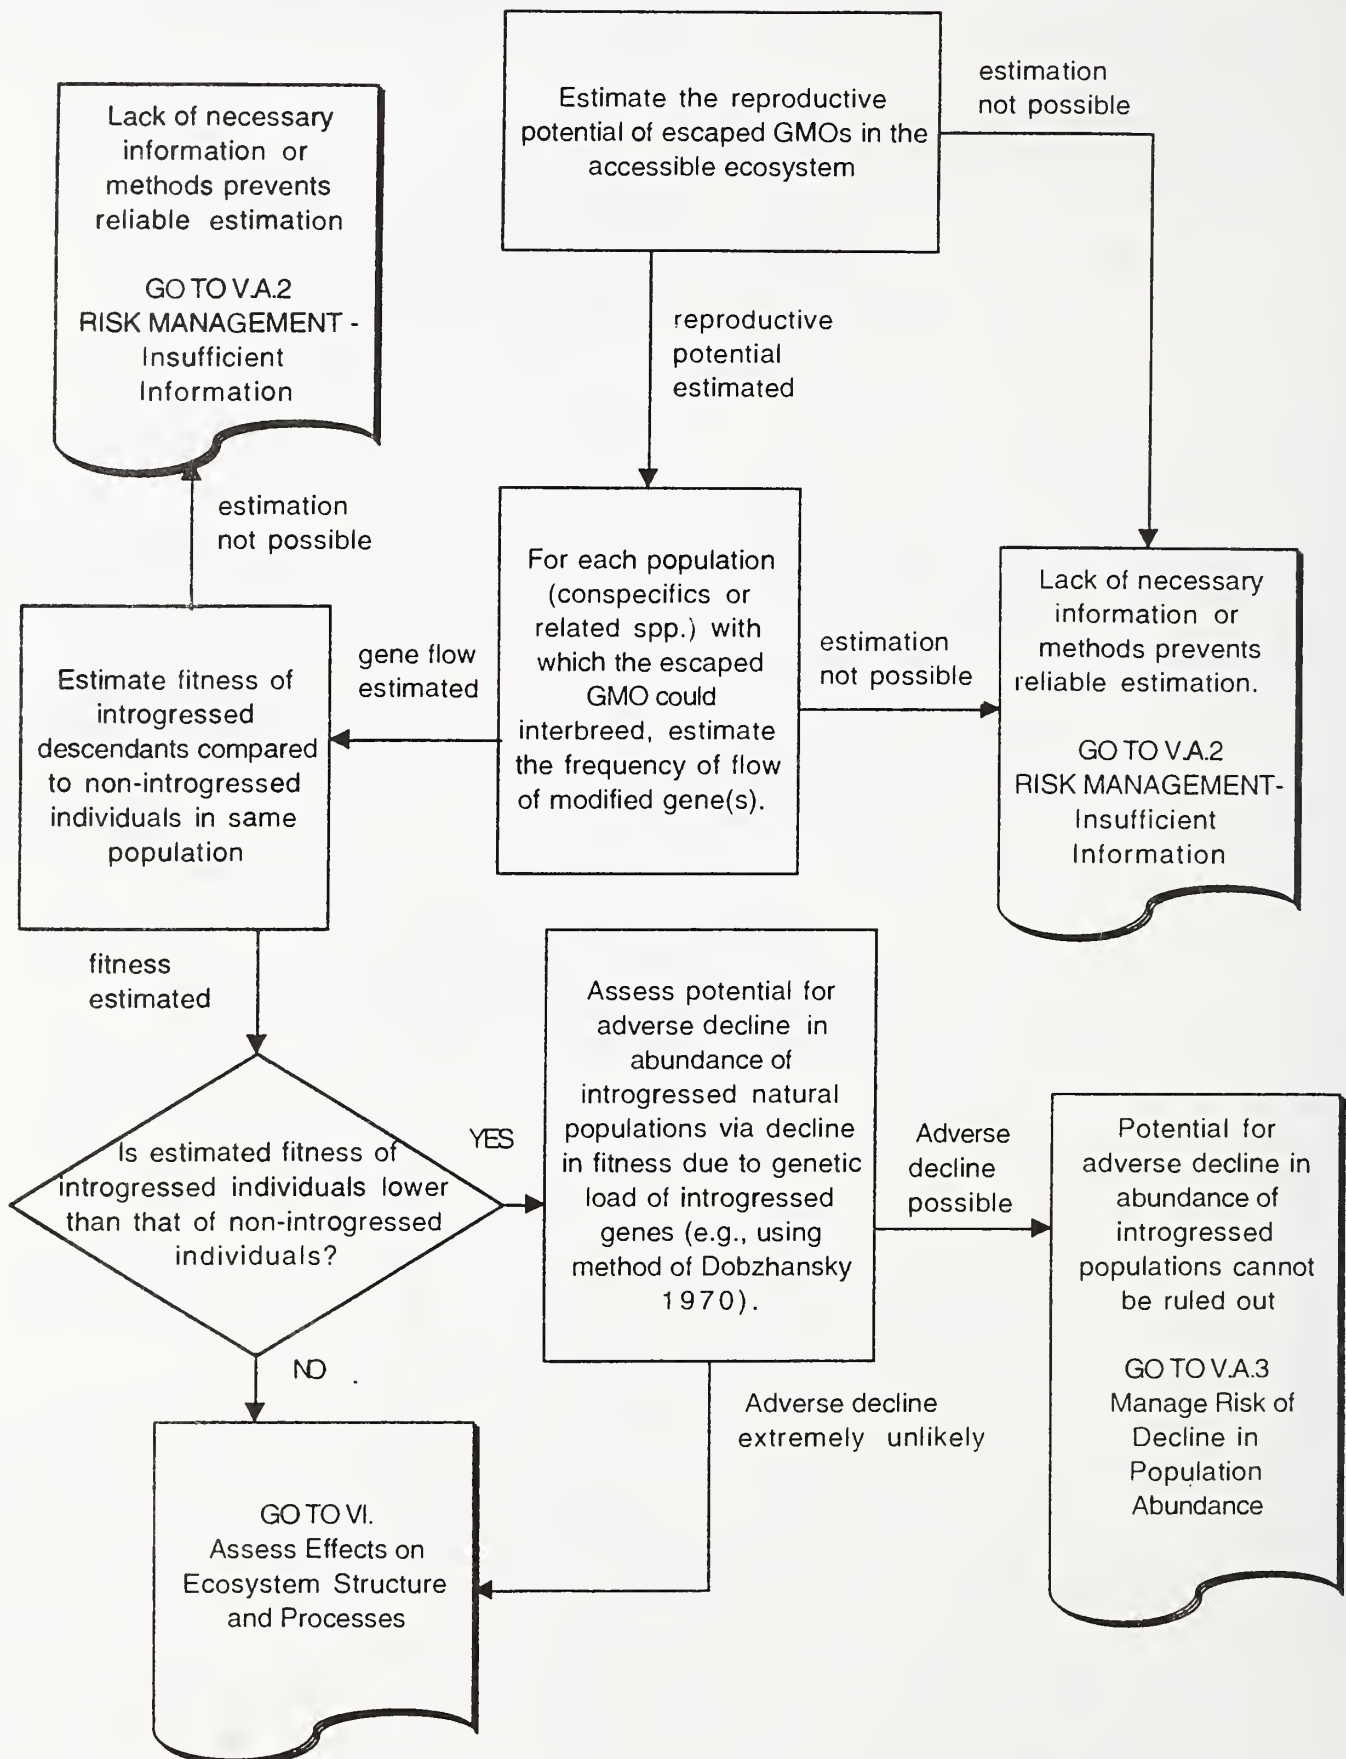 Estimate the reproductive
potential of escaped GMOs in the
accessible ecosystem
estimation
not possible
Lack of necessary
information or
methods prevents
reliable estimation
GO TO V.A.2
RISK MANAGEMENT -
Insufficient
Information
reproductive
potential
estimated
estimation
not possible
For each population
(conspecifics or
related spp.) with
which the escaped
GMO could
interbreed, estimate
the frequency of flow
of modified gene(s).
estimation
not possible
Lack of necessary
information or
methods prevents
reliable estimation.
GO TO V.A.2
RISK MANAGEMENT-
Insufficient
Information
gene flow
estimated
Estimate fitness of
introgressed
descendants compared
to non-introgressed
individuals in same
population
fitness
estimated
Is estimated fitness of
introgressed individuals lower
than that of non-introgressed
individuals?
YES
Assess potential for
adverse decline in
abundance of
introgressed natural
populations via decline
in fitness due to genetic
load of introgressed
genes (e.g., using
method of Dobzhansky
1970).
Adverse
decline
possible
Potential for
adverse decline in
abundance of
introgressed
populations cannot
be ruled out
GO TO V.A.3
Manage Risk of
Decline in
Population
Abundance
NO
Adverse decline
extremely unlikely
GO TO VI.
Assess Effects on
Ecosystem Structure
and Processes